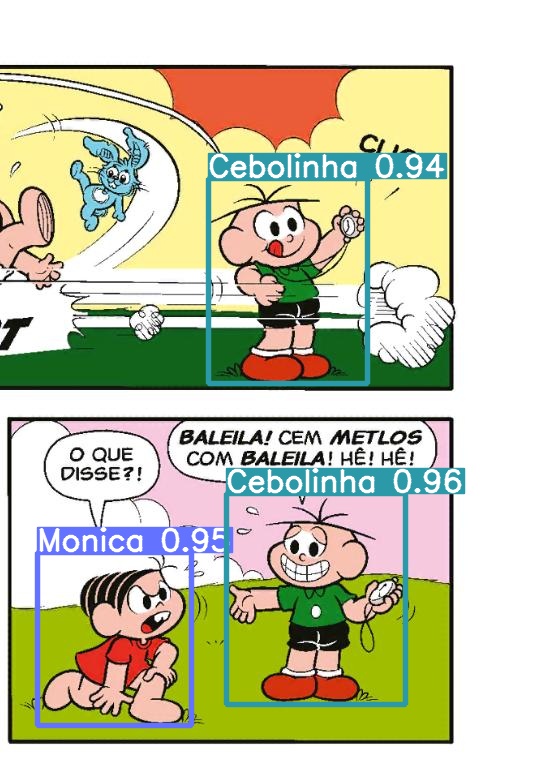 Cebolinha 0.94
O QUE
DISSE?!
BALEILA! CEM METLOS
COM BALEILA! HÊ! HÊ!
Cebolinha 0.96
Monica 0.95